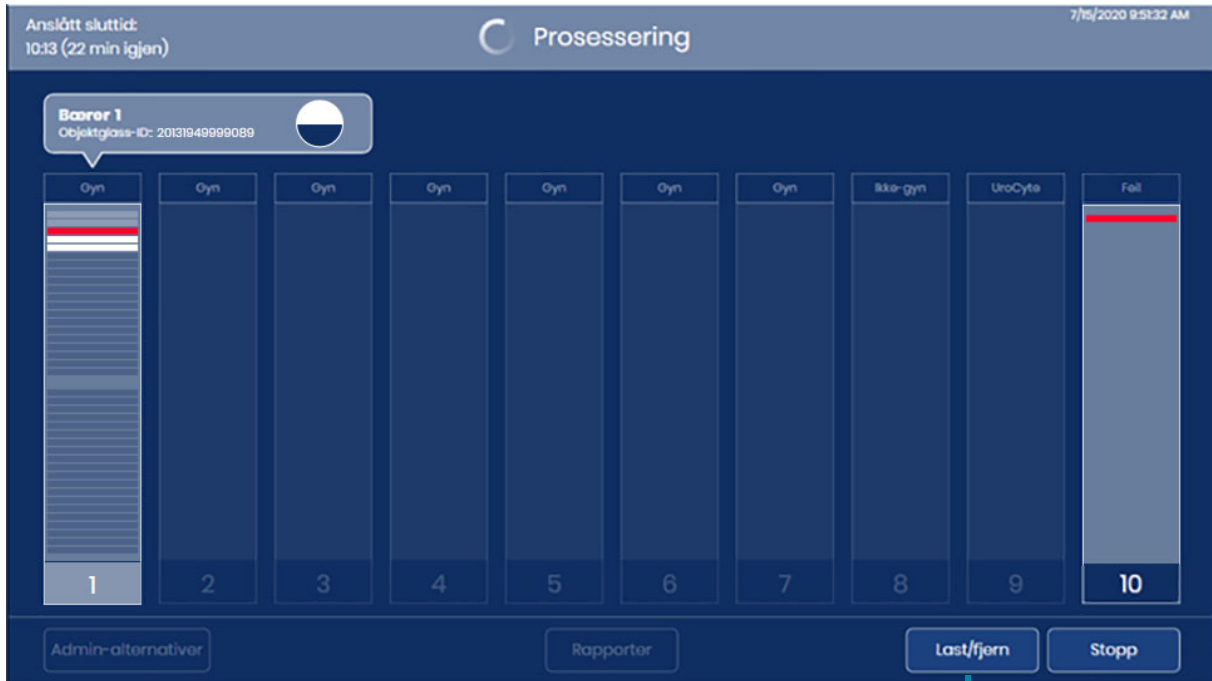 Anslått sluttid:
10:13 (22 min igjen)
Prosessering
7/15/2020 9:51:32 AM
Bærer 1
Objektglass-ID: 20131949999089
Gyn Gyn Gyn Gyn Gyn Gyn Gyn Ikke-gyn UroCyte Feil
1 2 3 4 5 6 7 8 9 10
Admin-alternativer Rapporter Last/fjern Stopp